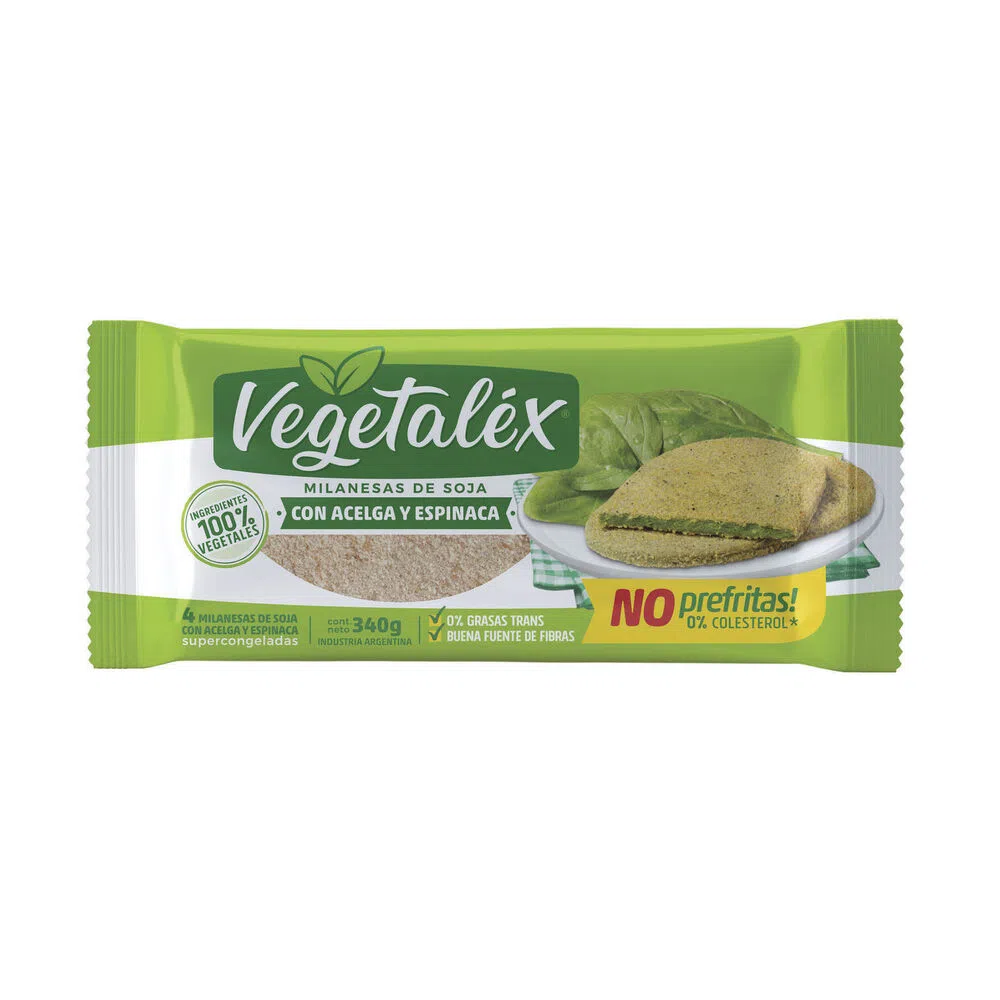 Vegetaléx®
MILANESAS DE SOJA
• CON ACELGA Y ESPINACA •
INGREDIENTES
100%
VEGETALES
4 MILANESAS DE SOJA
CON ACELGA Y ESPINACA
supercongeladas
cont.
neto 340g
INDUSTRIA ARGENTINA
0% GRASAS TRANS
BUENA FUENTE DE FIBRAS
NO prefritas!
0% COLESTEROL*